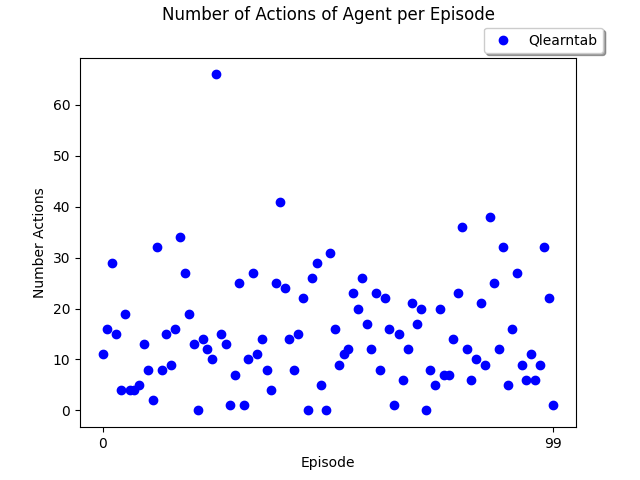 Number of Actions of Agent per Episode
Qlearntab
60
50
40
30
20
10
0
Number Actions
0 99
Episode